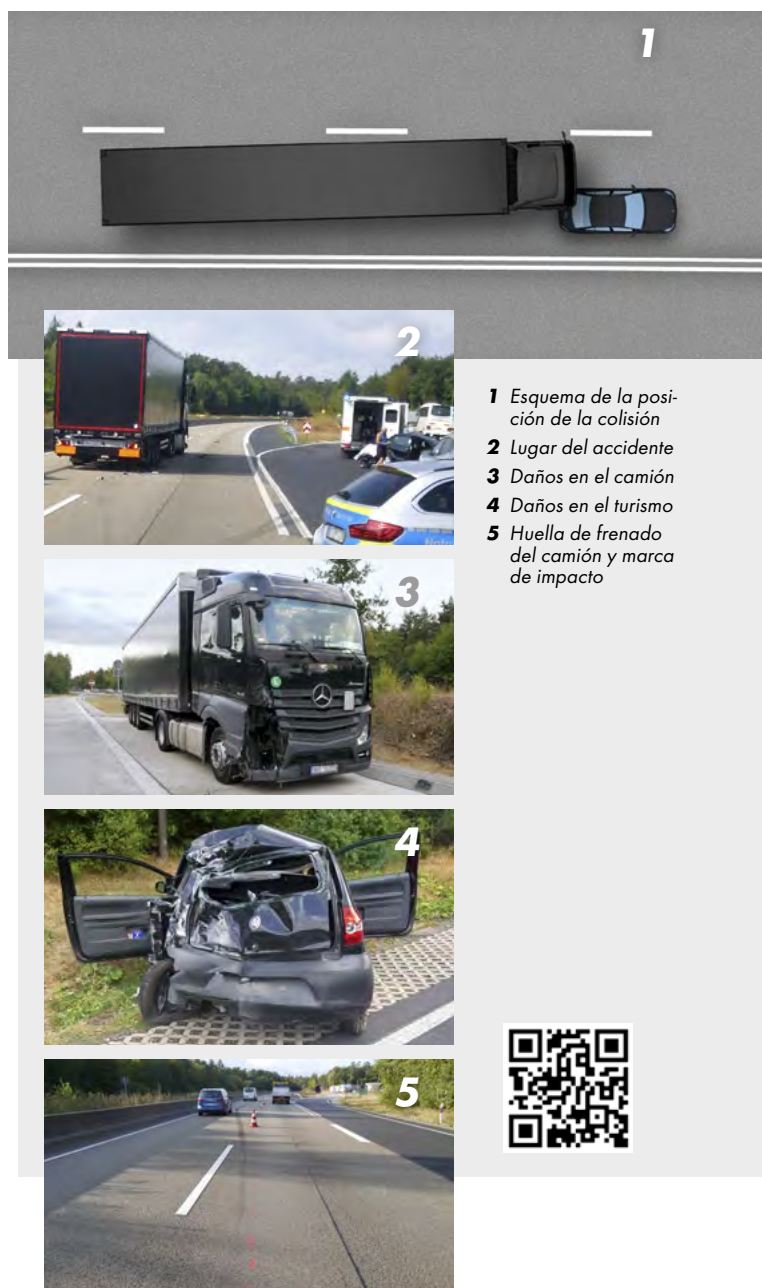 1
2
1 Esquema de la posi-
ción de la colisión
2 Lugar del accidente
3 Daños en el camión
4 Daños en el turismo
5 Huella de frenado
del camión y marca
de impacto
3
4
5